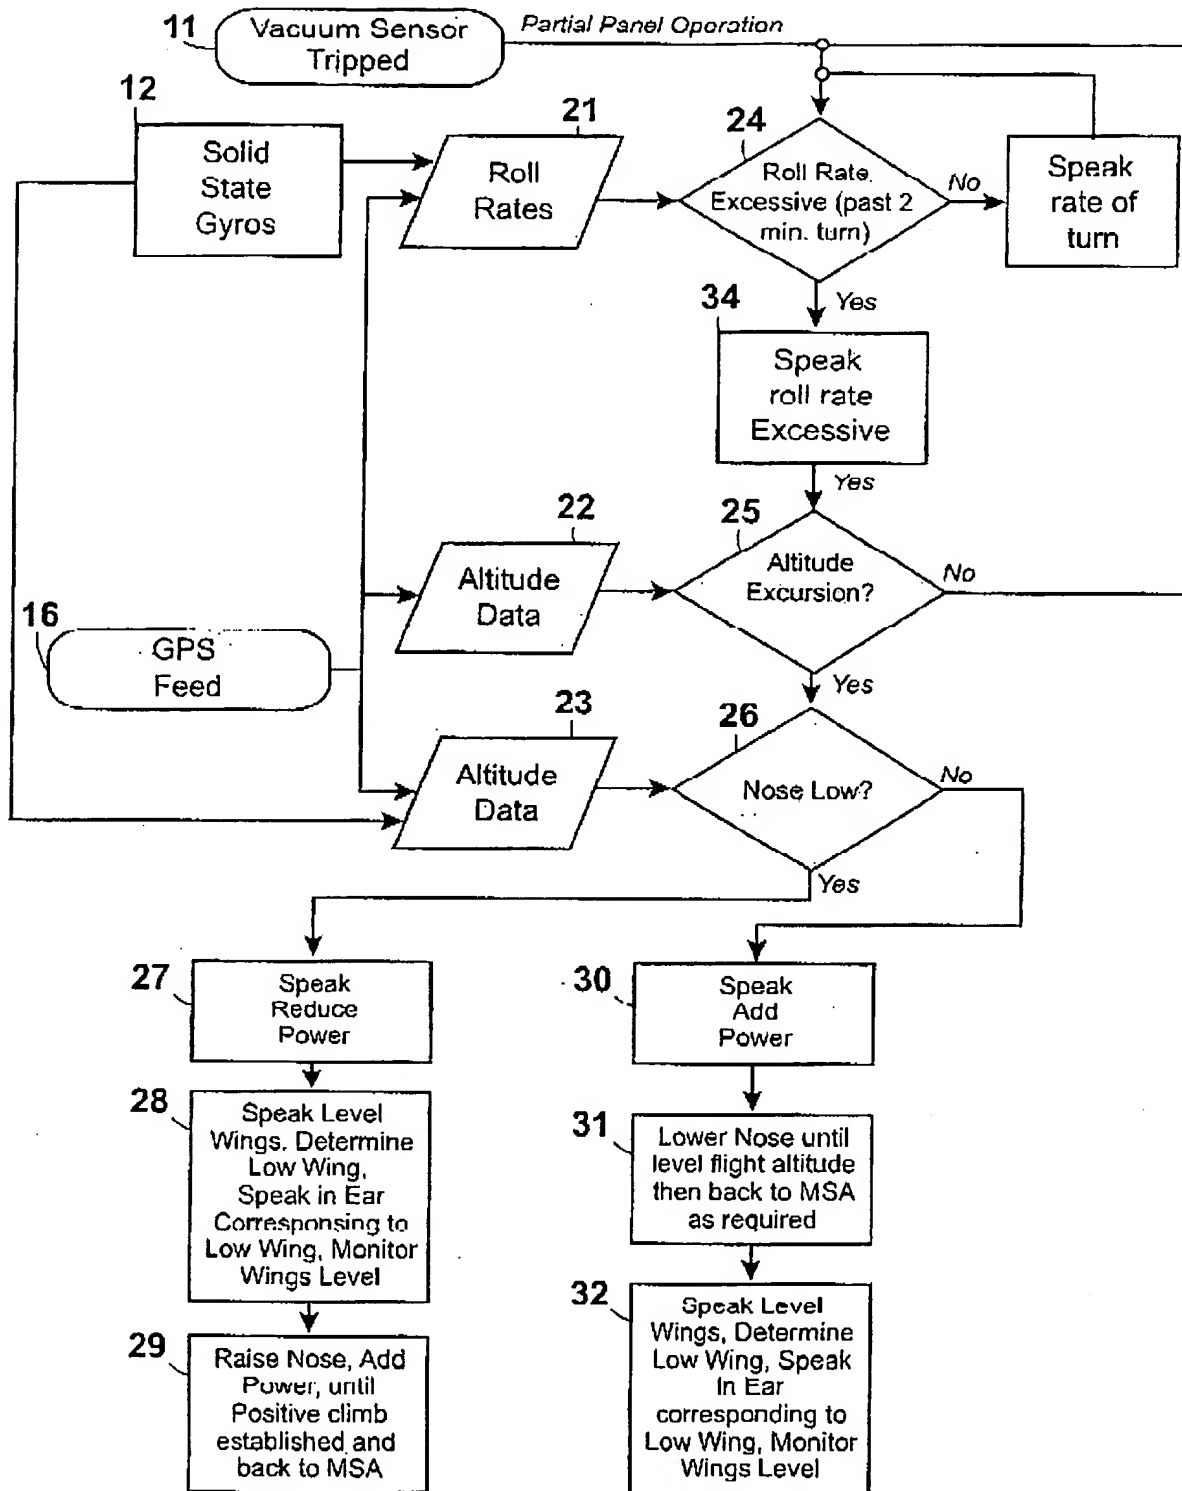 11
Vacuum Sensor
Tripped
Partial Panel Operation
12
Solid
State
Gyros
21
Roll
Rates
24
Roll Rate.
Excessive (past 2
min. turn)
No
Speak
rate of
turn
Yes
34
Speak
roll rate
Excessive
Yes
22
Altitude
Data
25
Altitude
Excursion?
No
16
GPS
Feed
Yes
23
Altitude
Data
26
Nose Low?
No
Yes
27
Speak
Reduce
Power
30
Speak
Add
Power
28
Speak Level
Wings. Determine
Low Wing,
Speak in Ear
Corresponsing to
Low Wing, Monitor
Wings Level
31
Lower Nose until
level flight altitude
then back to MSA
as required
29
Raise Nose, Add
Power, until
Positive climb
established and
back to MSA
32
Speak Level
Wings, Determine
Low Wing, Speak
In Ear
corresponding to
Low Wing, Monitor
Wings Level